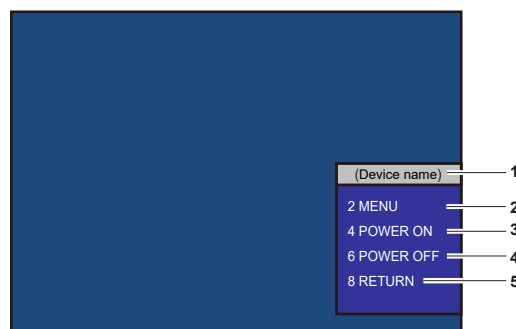 (Device name) 1
2 MENU 2
4 POWER ON 3
6 POWER OFF 4
8 RETURN 5